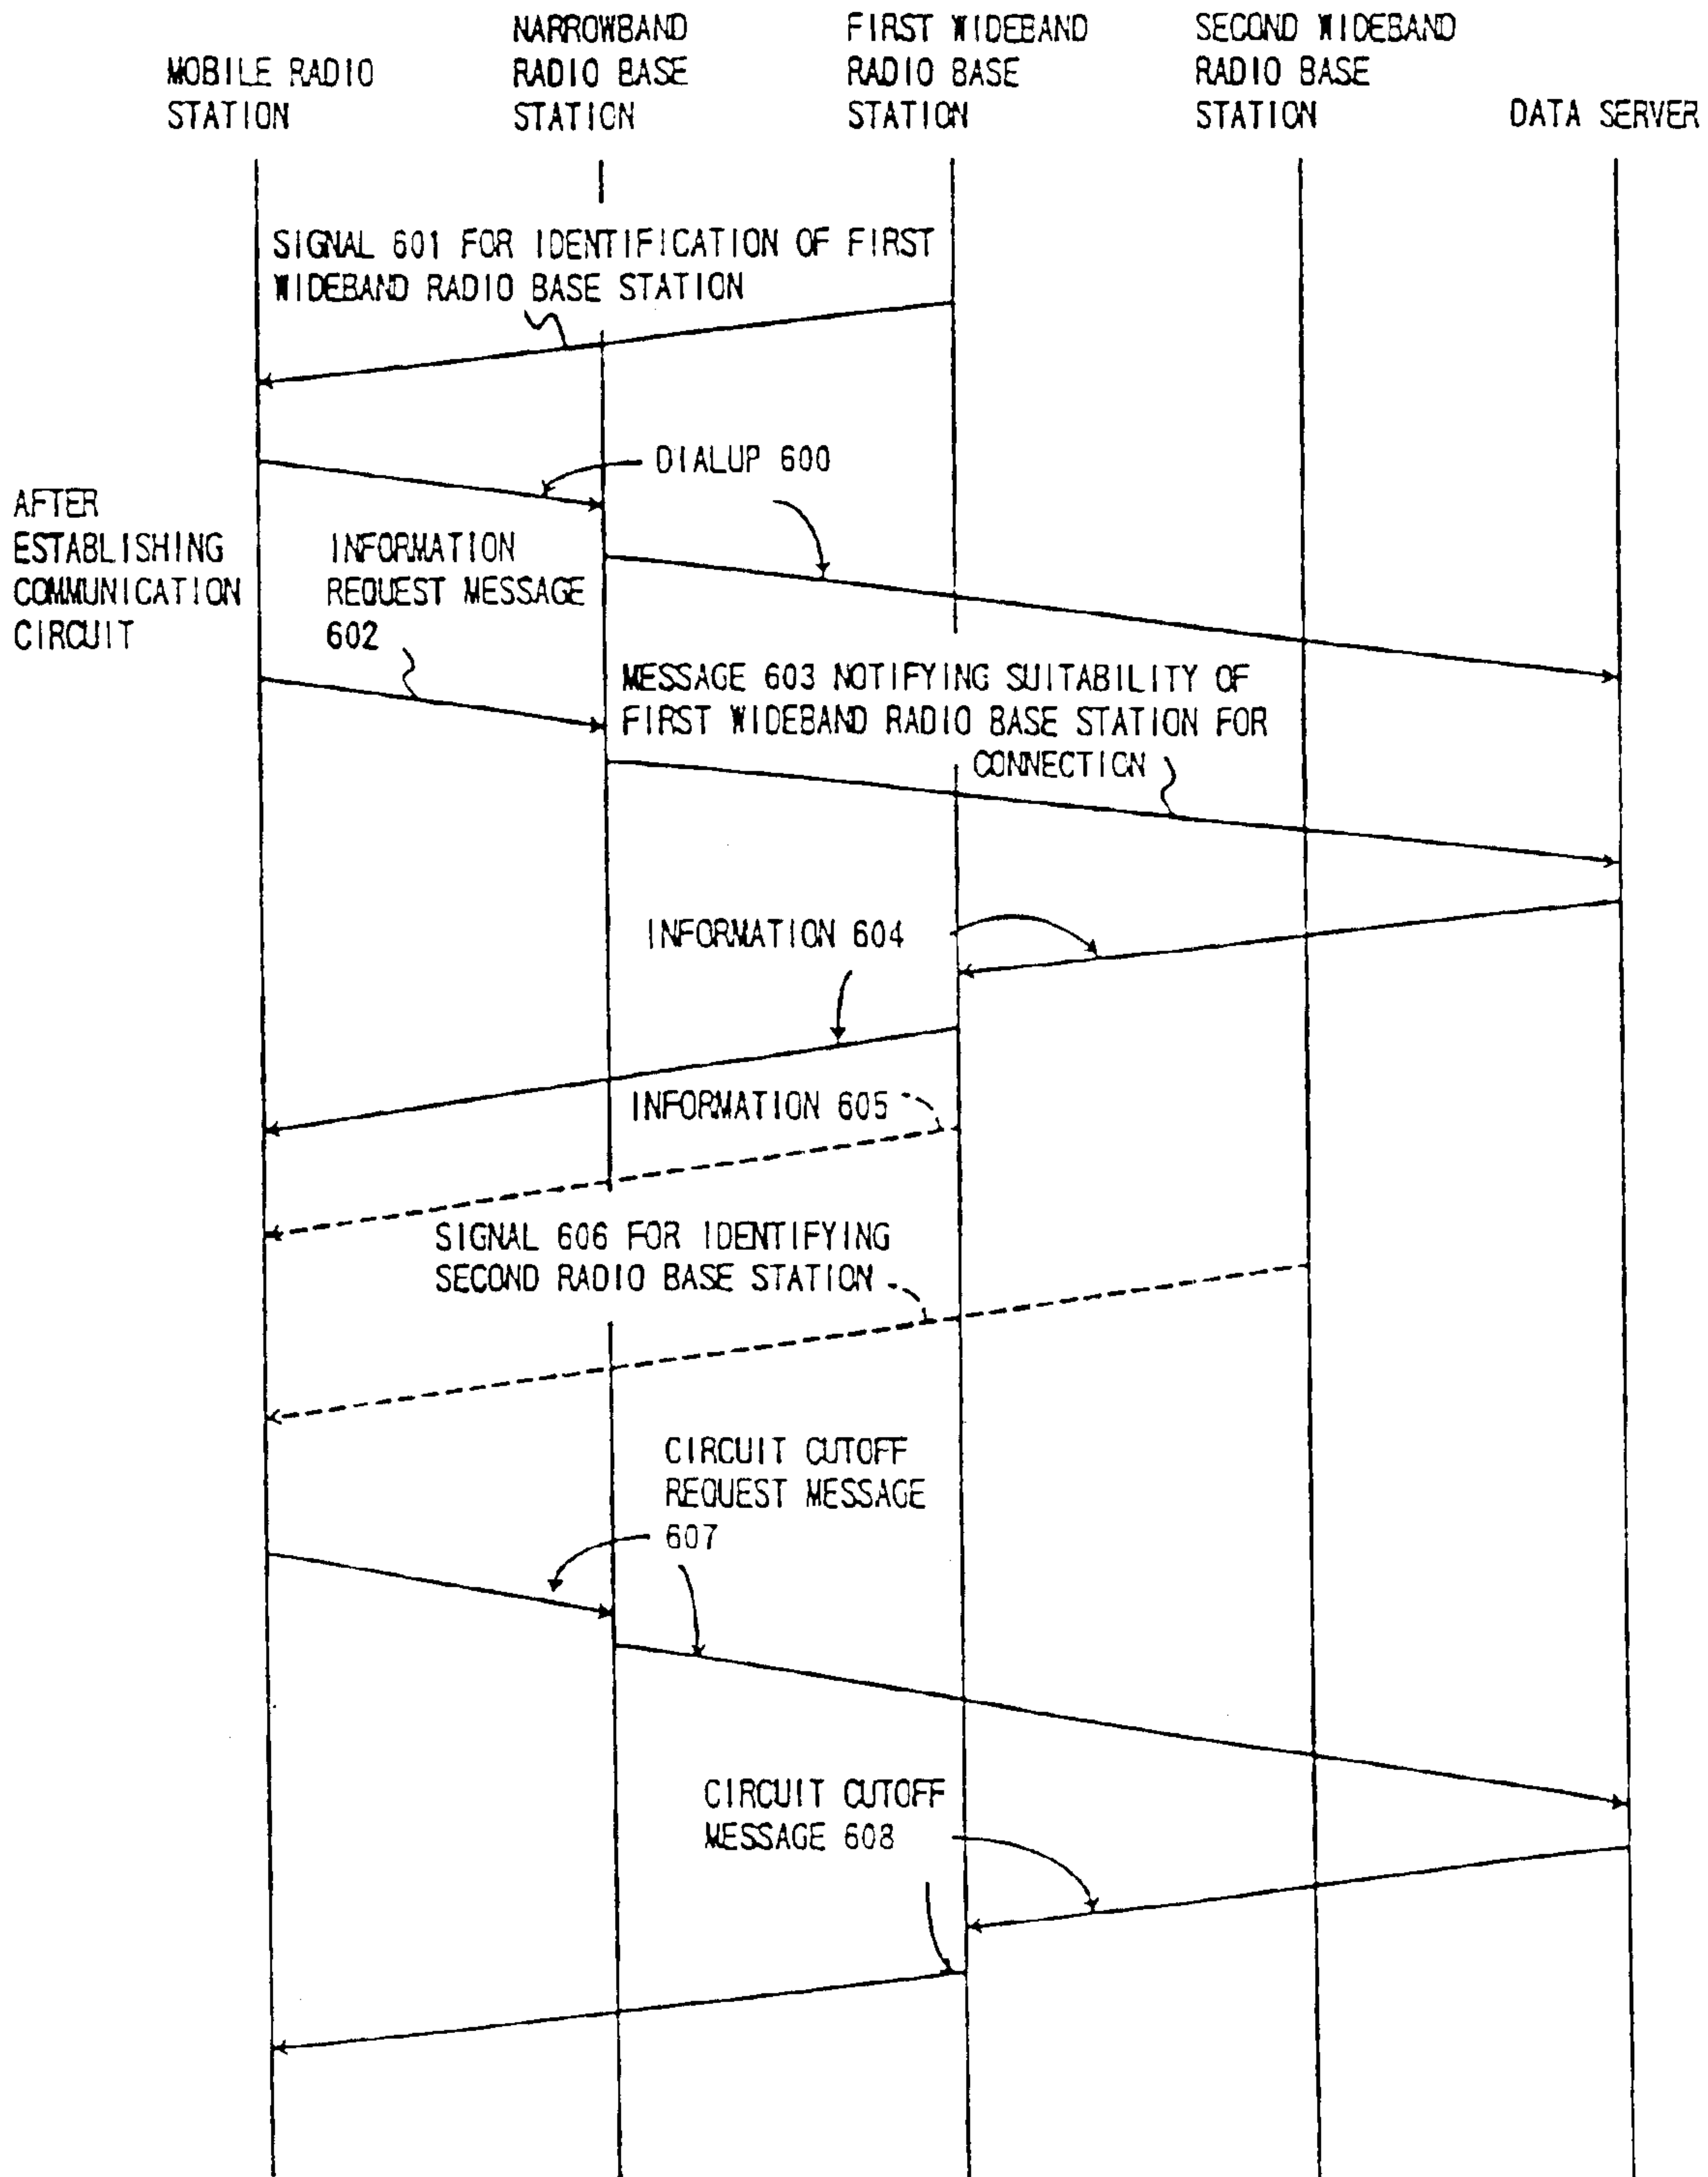 MOBILE RADIO
STATION
NARROWBAND
RADIO BASE
STATION
FIRST WIDEBAND
RADIO BASE
STATION
SECOND WIDEBAND
RADIO BASE
STATION
DATA SERVER
SIGNAL 601 FOR IDENTIFICATION OF FIRST
WIDEBAND RADIO BASE STATION
DIALUP 600
AFTER
ESTABLISHING
COMMUNICATION
CIRCUIT
INFORMATION
REQUEST MESSAGE
602
MESSAGE 603 NOTIFYING SUITABILITY OF
FIRST WIDEBAND RADIO BASE STATION FOR
CONNECTION
INFORMATION 604
INFORMATION 605
SIGNAL 606 FOR IDENTIFYING
SECOND RADIO BASE STATION
CIRCUIT CUTOFF
REQUEST MESSAGE
607
CIRCUIT CUTOFF
MESSAGE 608